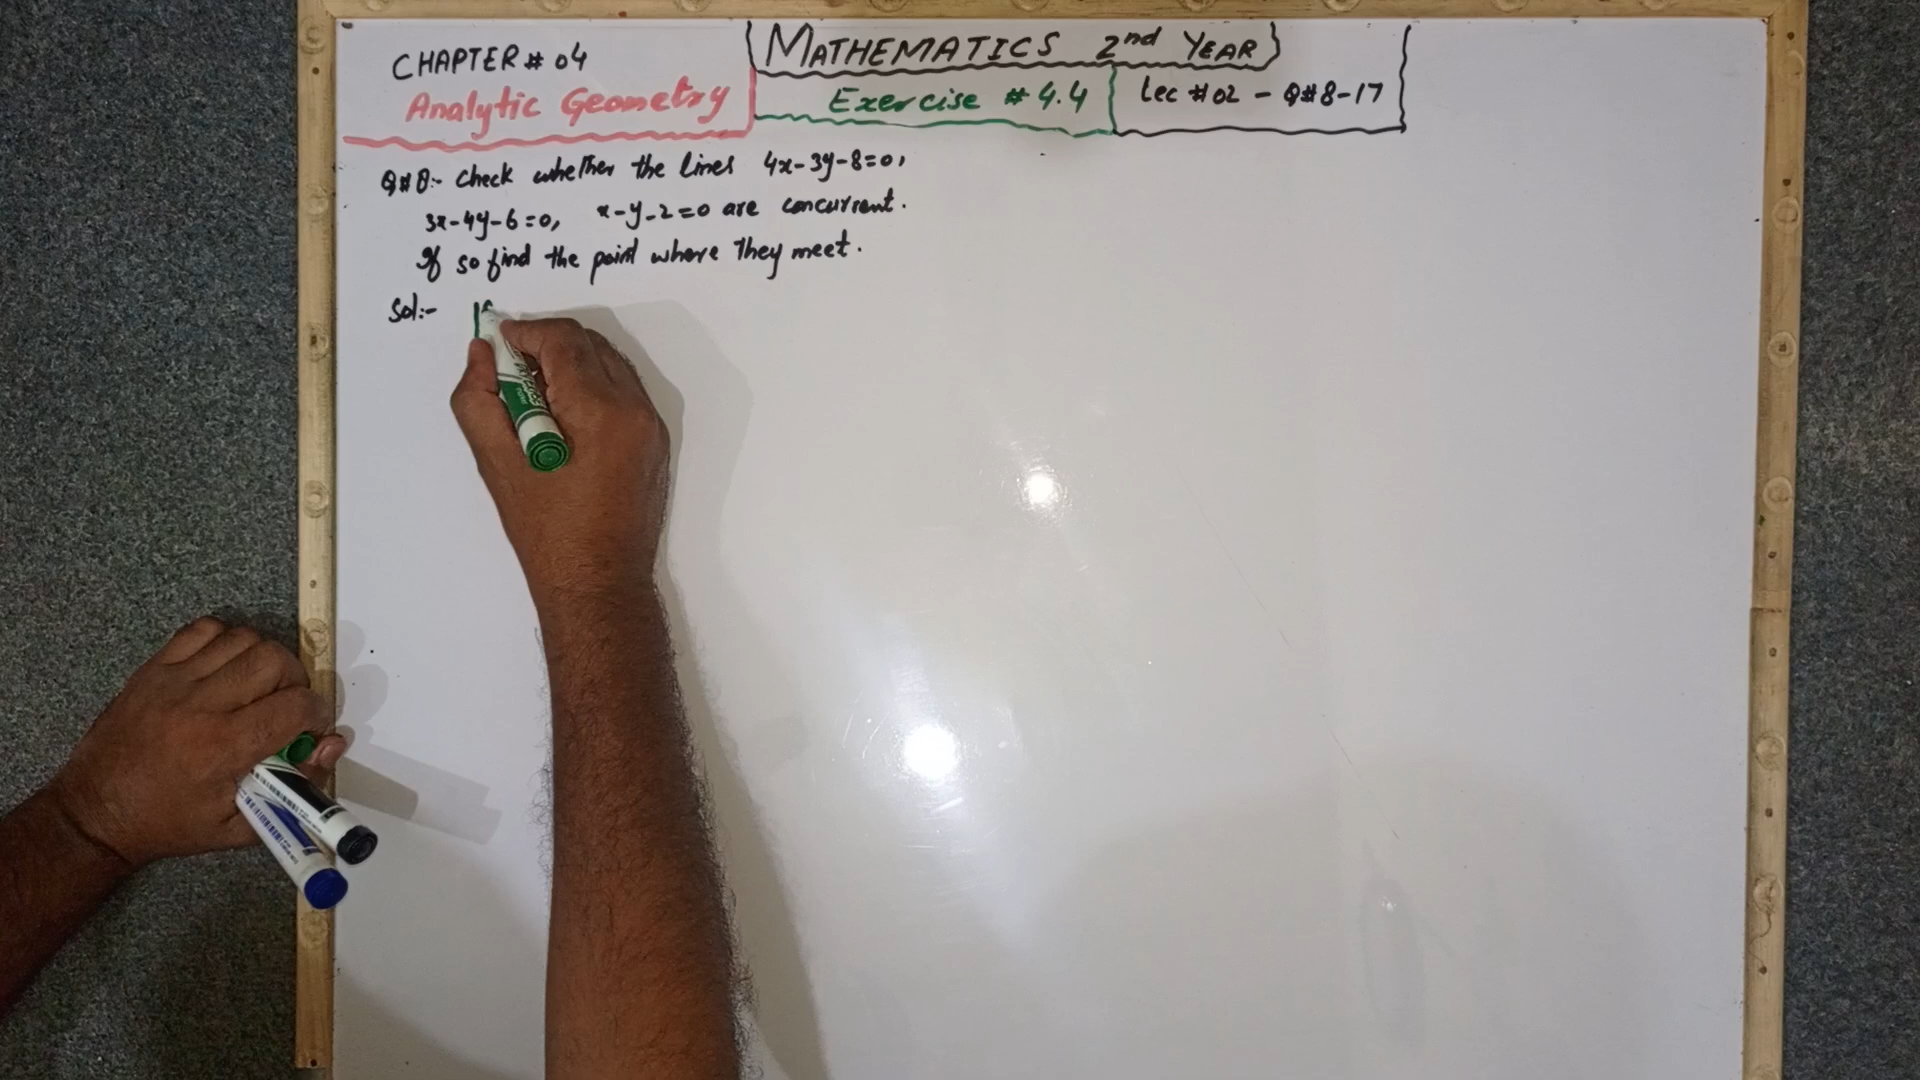 CHAPTER # 04
Analytic Geometry
MATHEMATICS 2nd YEAR
Exercise # 4.4
Lec # 02 - Q#8-17
Q#8:- Check whether the lines 4x-3y-8=0,
3x-4y-6=0, x-y-2=0 are concurrent.
If so find the point where they meet.
Sol:-